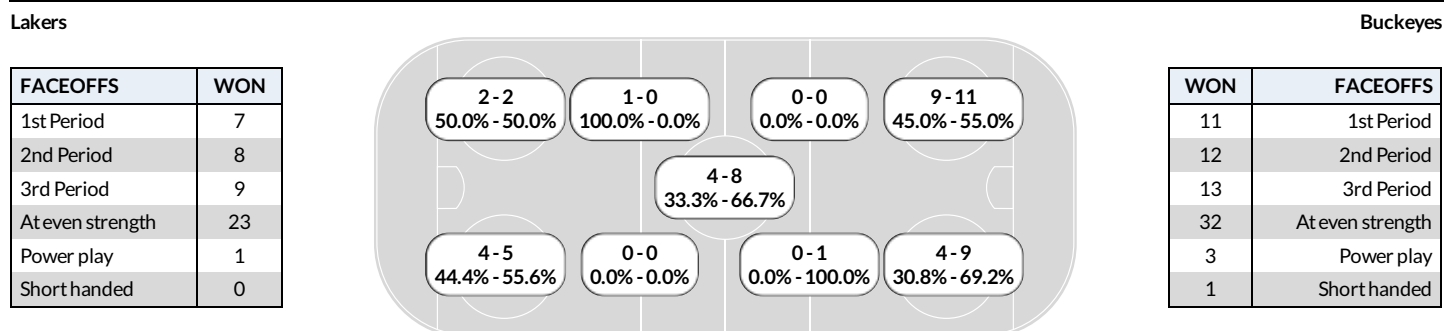 Lakers
Buckeyes
FACEOFFS WON
1st Period 7
2nd Period 8
3rd Period 9
At even strength 23
Power play 1
Short handed 0
2 - 2
50.0% - 50.0%
1 - 0
100.0% - 0.0%
0 - 0
0.0% - 0.0%
9 - 11
45.0% - 55.0%
4 - 8
33.3% - 66.7%
4 - 5
44.4% - 55.6%
0 - 0
0.0% - 0.0%
0 - 1
0.0% - 100.0%
4 - 9
30.8% - 69.2%
WON FACEOFFS
11 1st Period
12 2nd Period
13 3rd Period
32 At even strength
3 Power play
1 Short handed